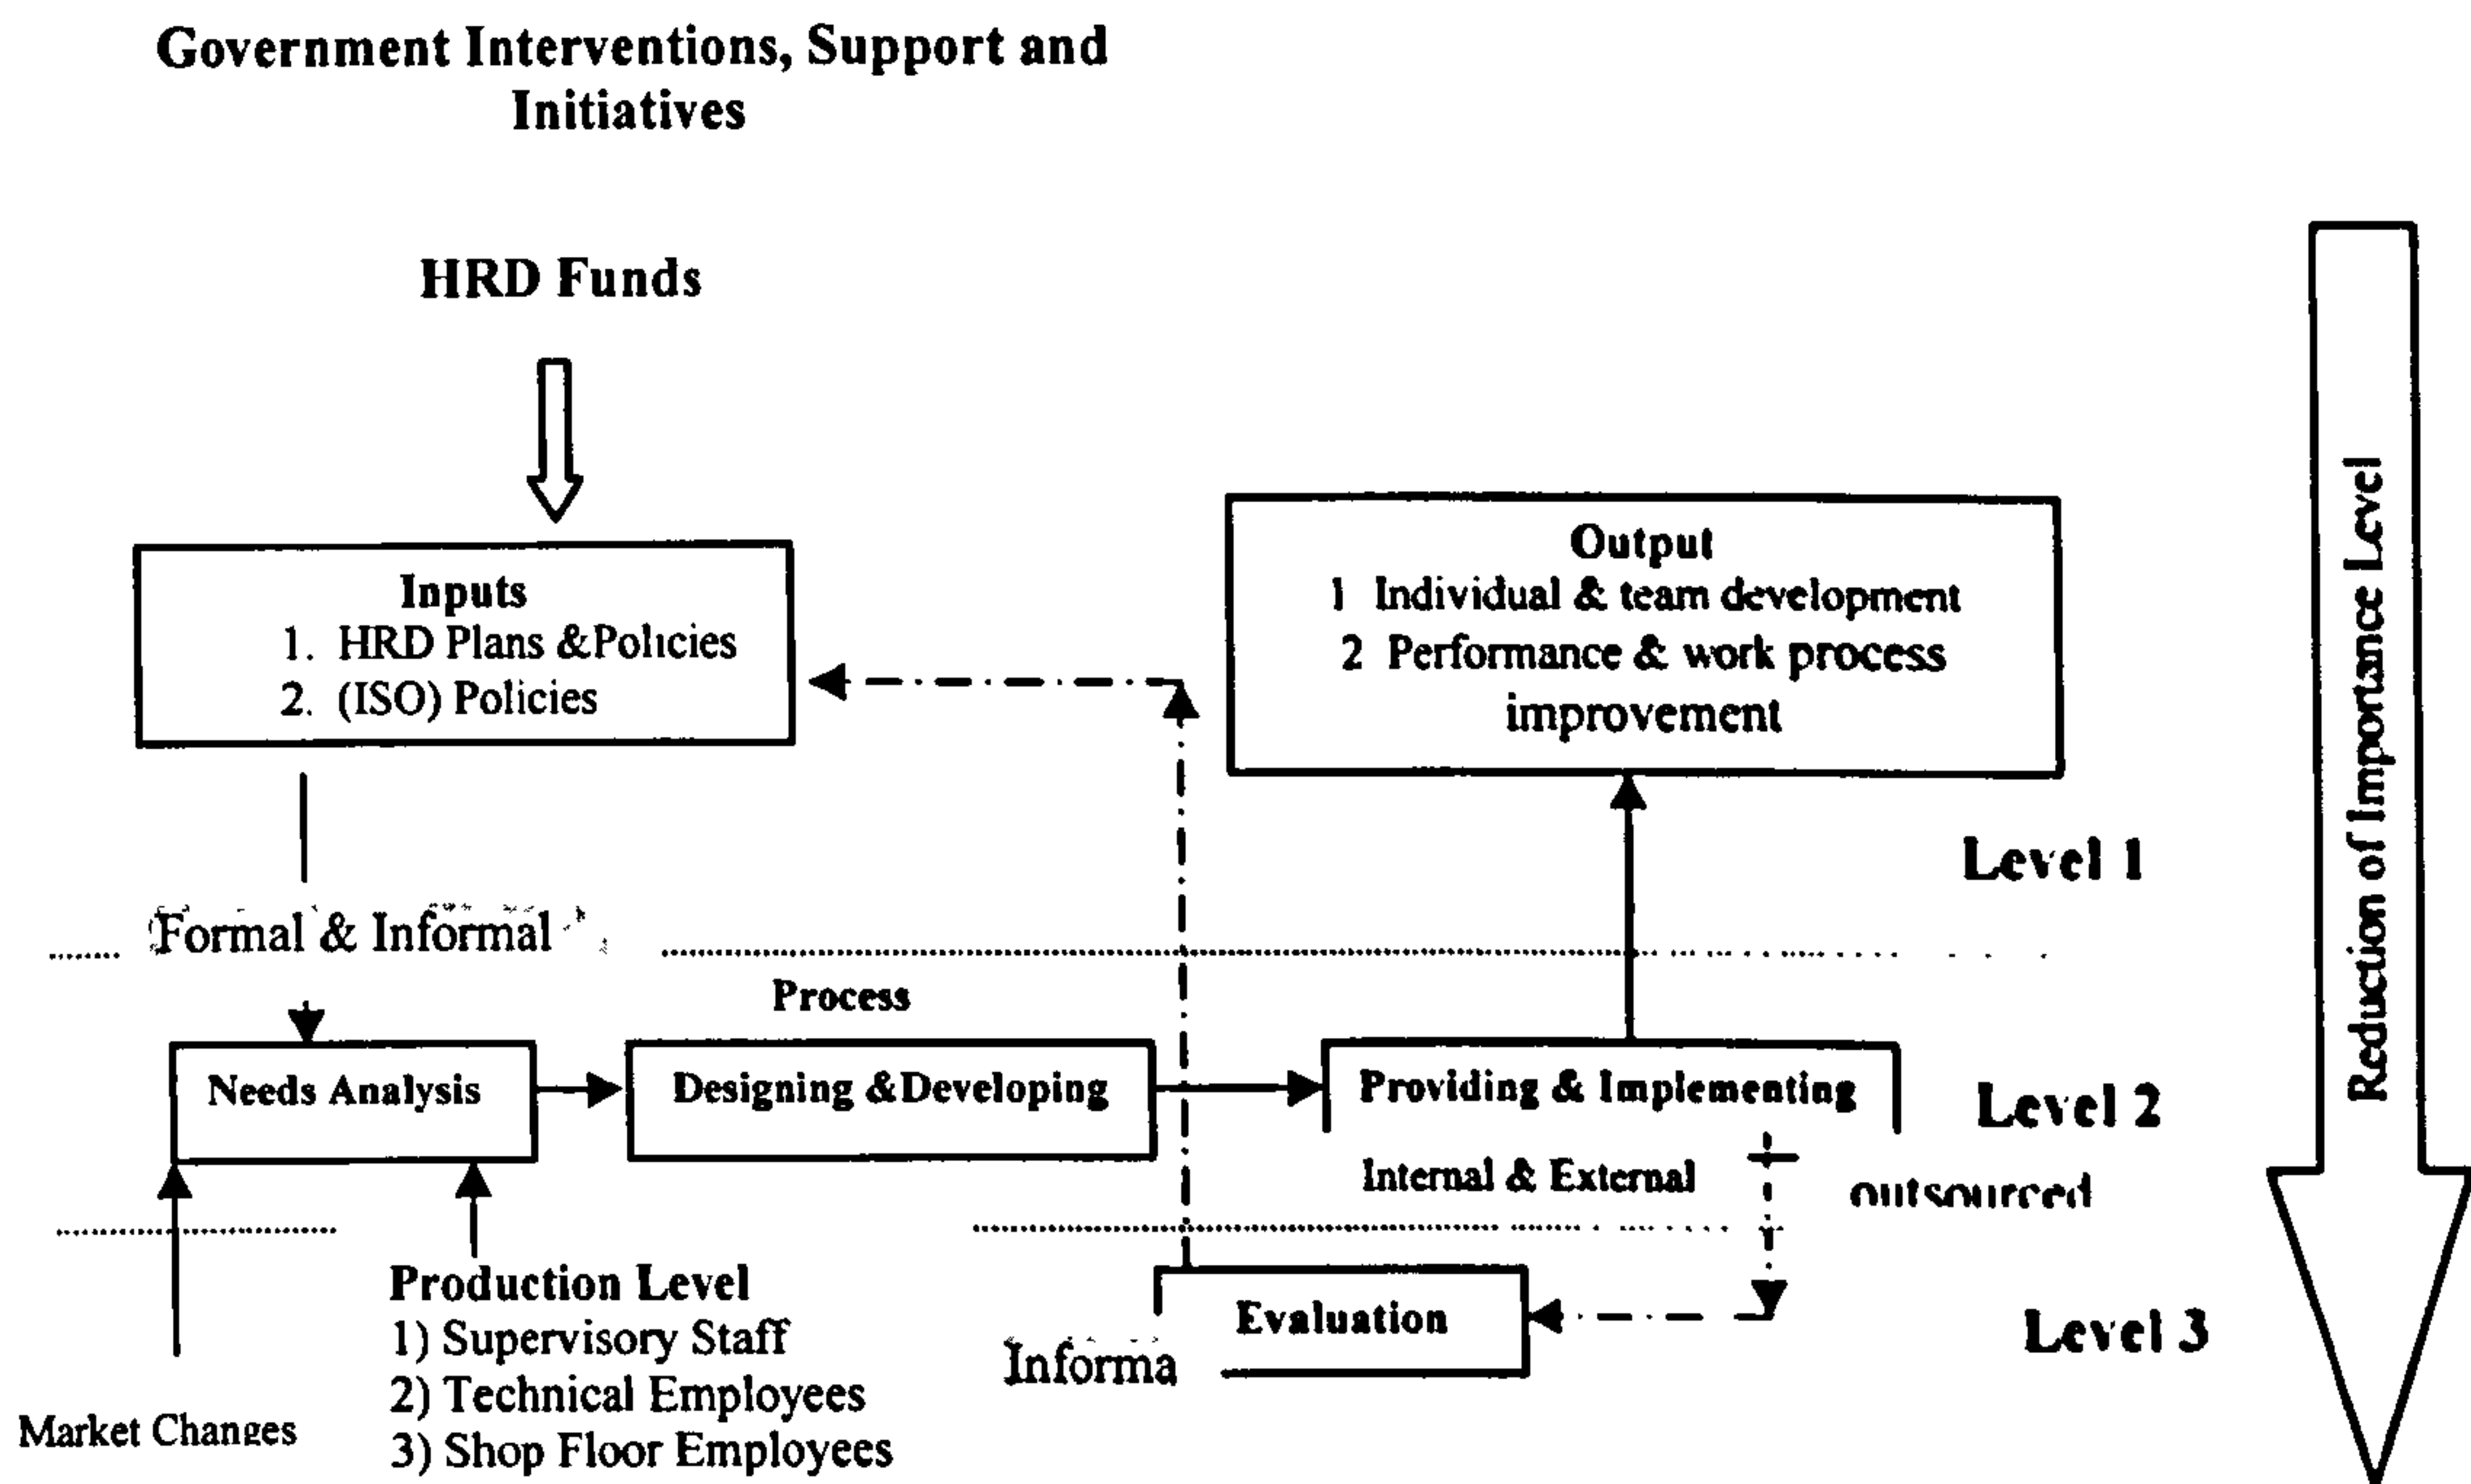 Government Interventions, Support and
Initiatives
HRD Funds
Inputs
1. HRD Plans &Policies
2. (ISO) Policies
Output
1 Individual & team development
2 Performance & work process
improvement
Reduction of Importance Level
Level 1
Formal & Informal
Process
Needs Analysis
Designing &Developing
Providing & Implementing
Level 2
Internal & External
outsourced
Production Level
1) Supervisory Staff
2) Technical Employees
3) Shop Floor Employees
Evaluation
Informa
Level 3
Market Changes